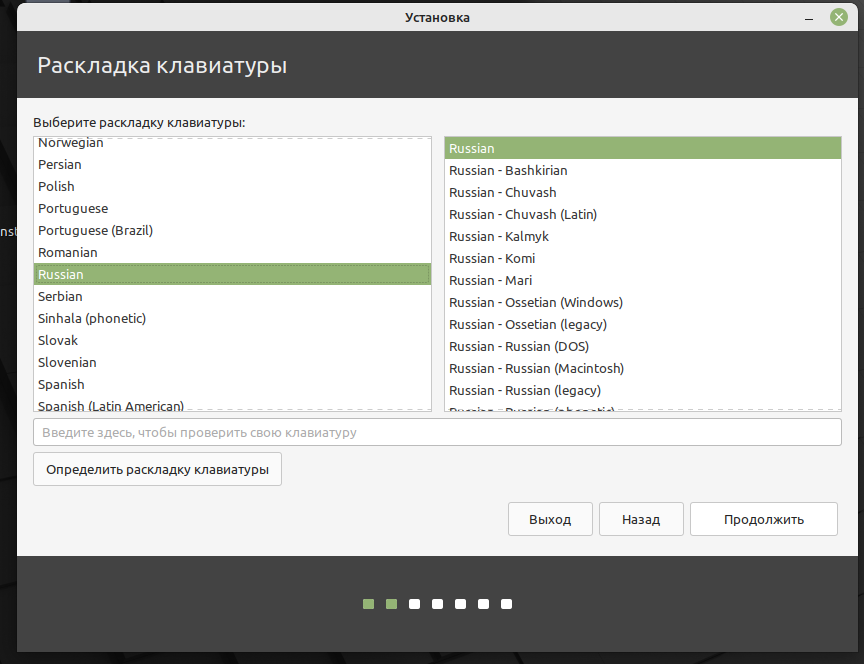 Установка
Раскладка клавиатуры
Выберите раскладку клавиатуры:
Norwegian
Persian
Polish
Portuguese
Portuguese (Brazil)
Romanian
Russian
Serbian
Sinhala (phonetic)
Slovak
Slovenian
Spanish
Spanish (Latin American)
Russian
Russian - Bashkirian
Russian - Chuvash
Russian - Chuvash (Latin)
Russian - Kalmyk
Russian - Komi
Russian - Mari
Russian - Ossetian (Windows)
Russian - Ossetian (legacy)
Russian - Russian (DOS)
Russian - Russian (Macintosh)
Russian - Russian (legacy)
Russian - Russian (phonetic)
Введите здесь, чтобы проверить свою клавиатуру
Определить раскладку клавиатуры
Выход
Назад
Продолжить